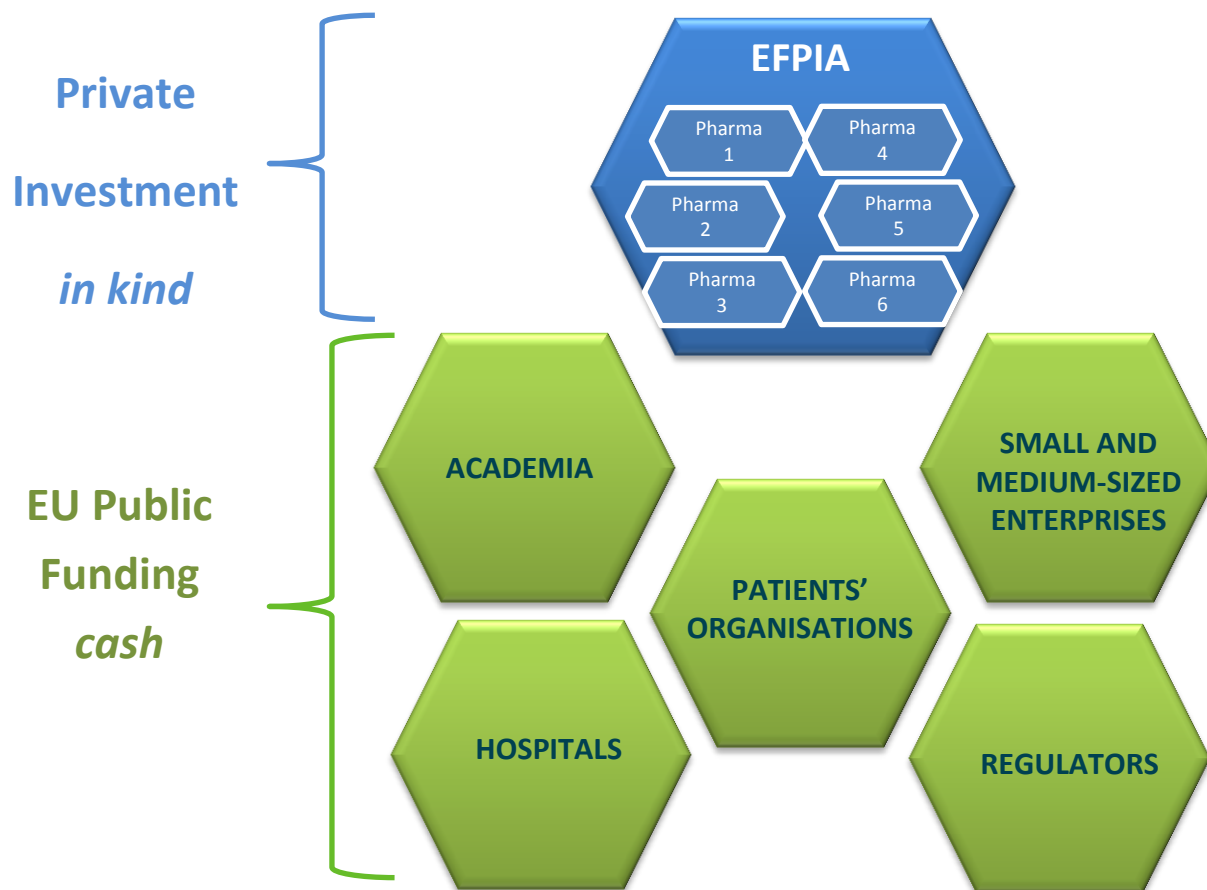 Private
Investment
in kind
EFPIA
Pharma
1
Pharma
4
Pharma
2
Pharma
5
Pharma
3
Pharma
6
EU Public
Funding
cash
ACADEMIA
SMALL AND
MEDIUM-SIZED
ENTERPRISES
PATIENTS’
ORGANISATIONS
HOSPITALS
REGULATORS